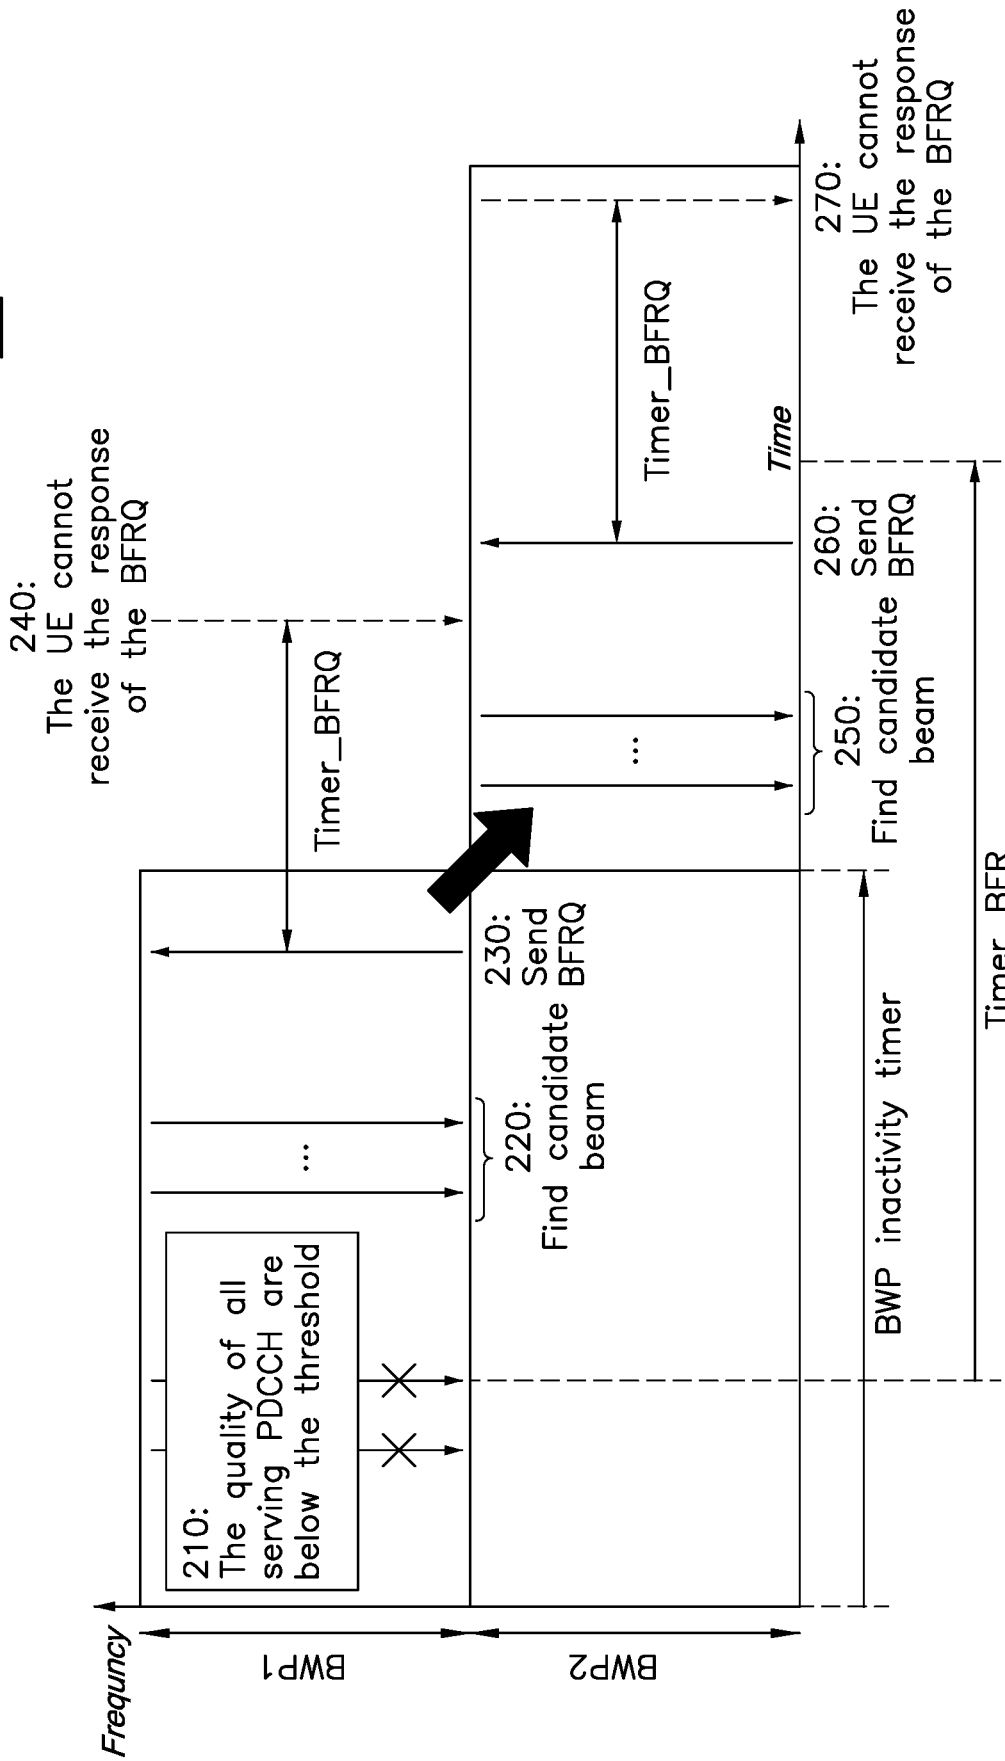 Frequncy
BWP1
BWP2
210:
The quality of all
serving PDCCH are
below the threshold
220:
Find candidate
beam
230:
Send
BFRQ
Timer_BFRQ
240:
The UE cannot
receive the response
of the BFRQ
250:
Find candidate
beam
260:
Send
BFRQ
Timer_BFRQ
270:
The UE cannot
receive the response
of the BFRQ
Time
BWP inactivity timer
Timer_BFR
...
...